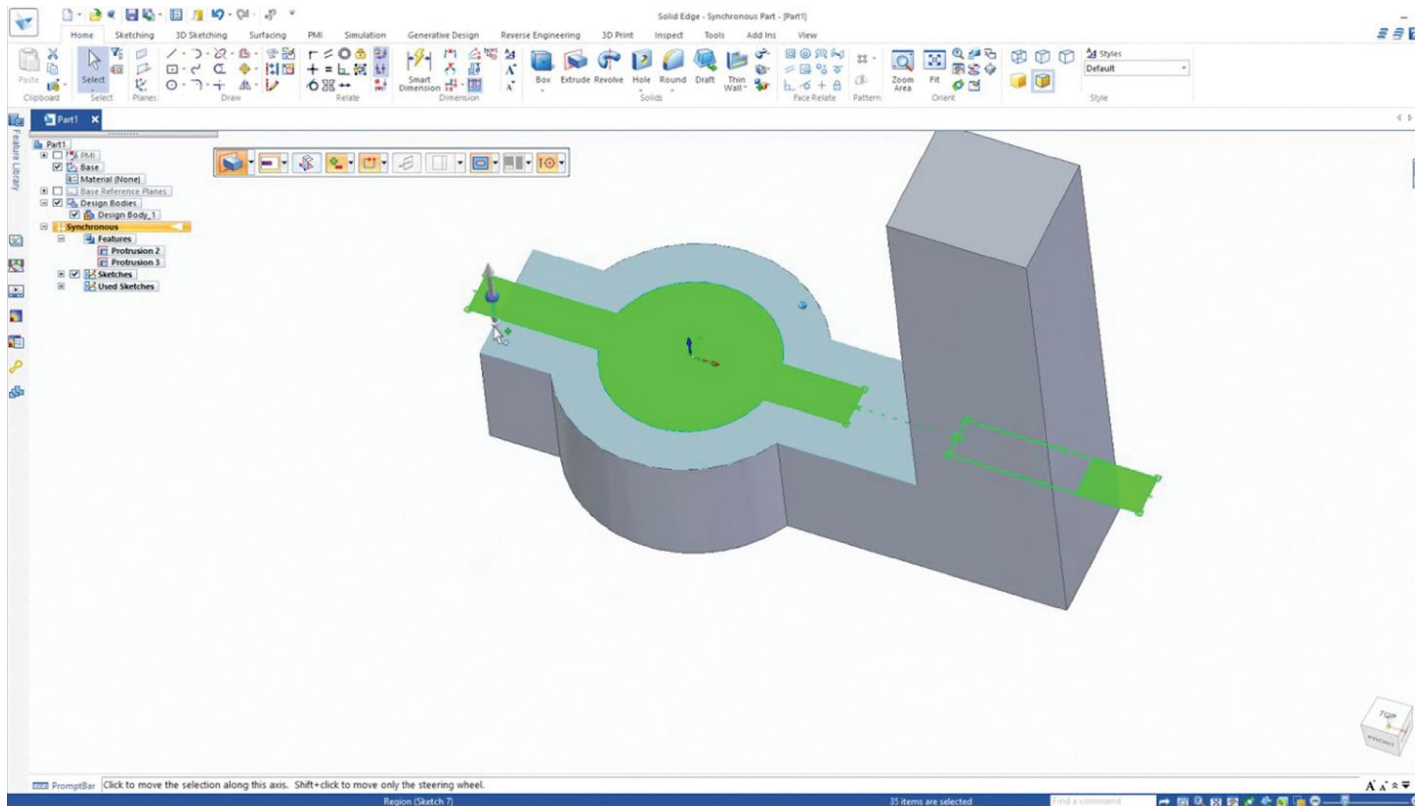 Solid Edge - Synchronous Part - [Part1]
Home Sketching 3D Sketching Surfacing PMI Simulation Generative Design Reverse Engineering 3D Print Inspect Tools Add Ins View
Paste
Clipboard
Select
Select
Planes
Draw
Relate
Smart Dimension
Dimension
Box Extrude Revolve Hole Round Draft Thin Wall
Solids
Face Relate
Pattern
Zoom Area
Fit
Orient
Styles
Default
Style
Part1
Feature Library
Part1
PMI
Base
Material (None)
Base Reference Planes
Design Bodies
Design Body_1
Synchronous
Features
Protrusion 2
Protrusion 3
Sketches
Used Sketches
TOP
FRONT
PromptBar Click to move the selection along this axis. Shift+click to move only the steering wheel.
Region (Sketch 7) 35 items are selected Find a command